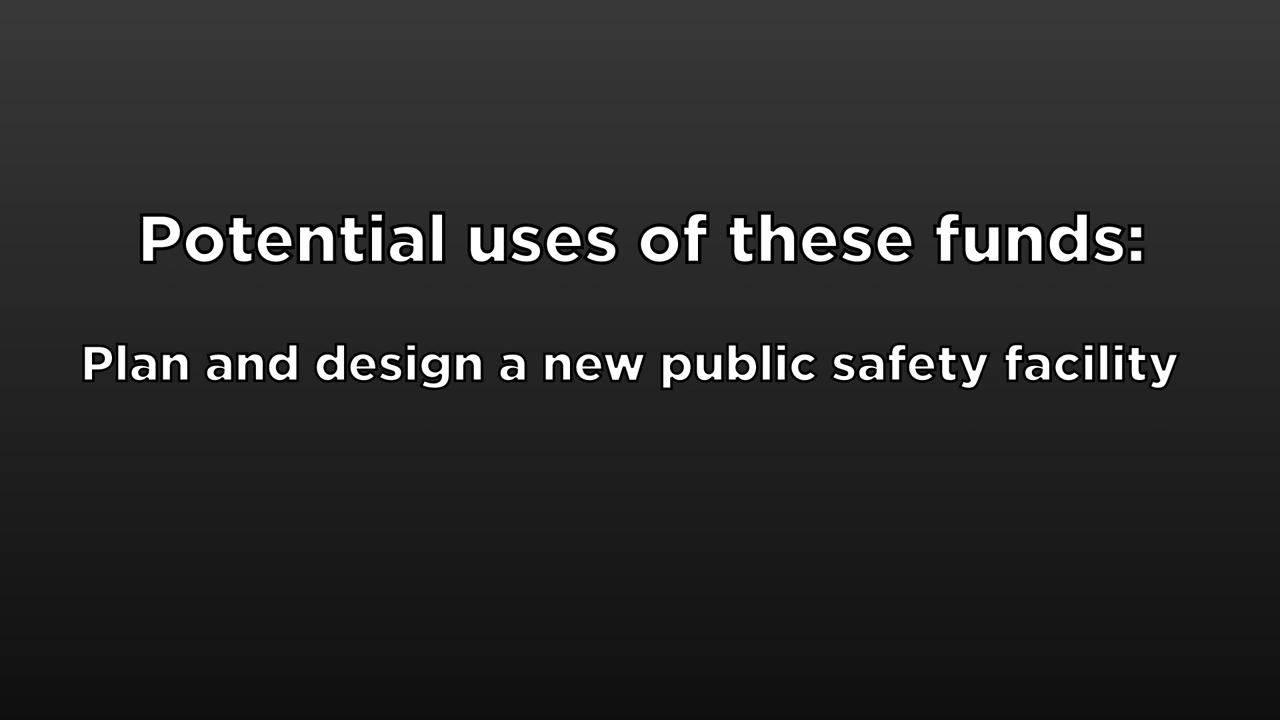 Potential uses of these funds:
Plan and design a new public safety facility